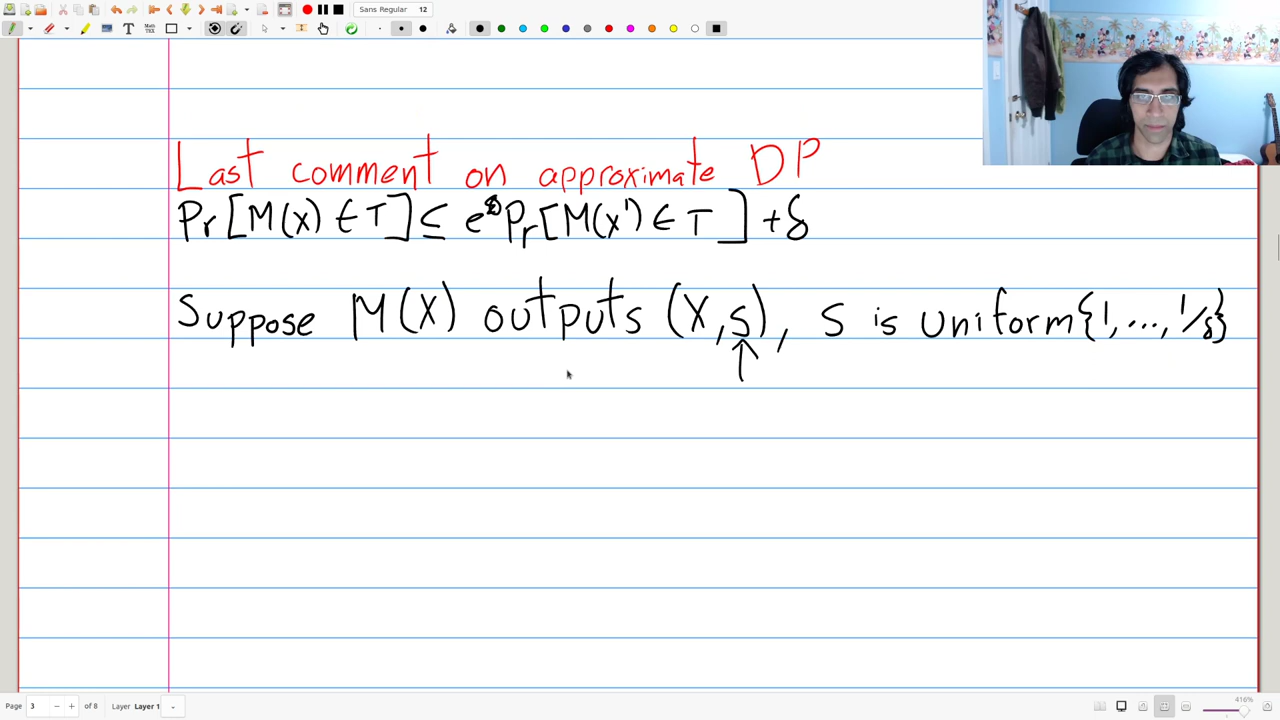 Sans Regular 12
Last comment on approximate DP
Pr[M(X) ∈ T] ≤ e^ε Pr[M(X') ∈ T] + δ
Suppose M(X) outputs (X, s), s is uniform{1, ..., 1/δ}
Page 3 of 8 Layer Layer 1
416%